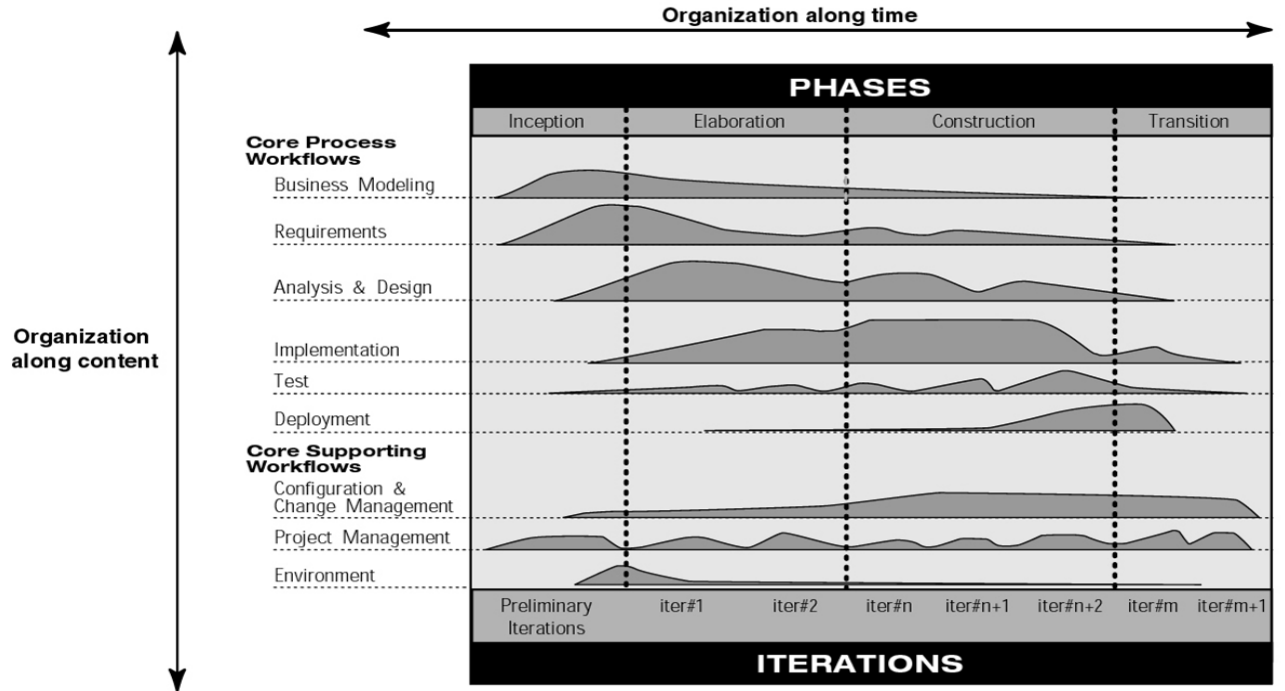 Organization along time
PHASES
Inception Elaboration Construction Transition
Core Process
Workflows
Business Modeling
Requirements
Analysis & Design
Organization
along content
Implementation
Test
Deployment
Core Supporting
Workflows
Configuration &
Change Management
Project Management
Environment
Preliminary
Iterations
iter#1 iter#2 iter#n iter#n+1 iter#n+2 iter#m iter#m+1
ITERATIONS